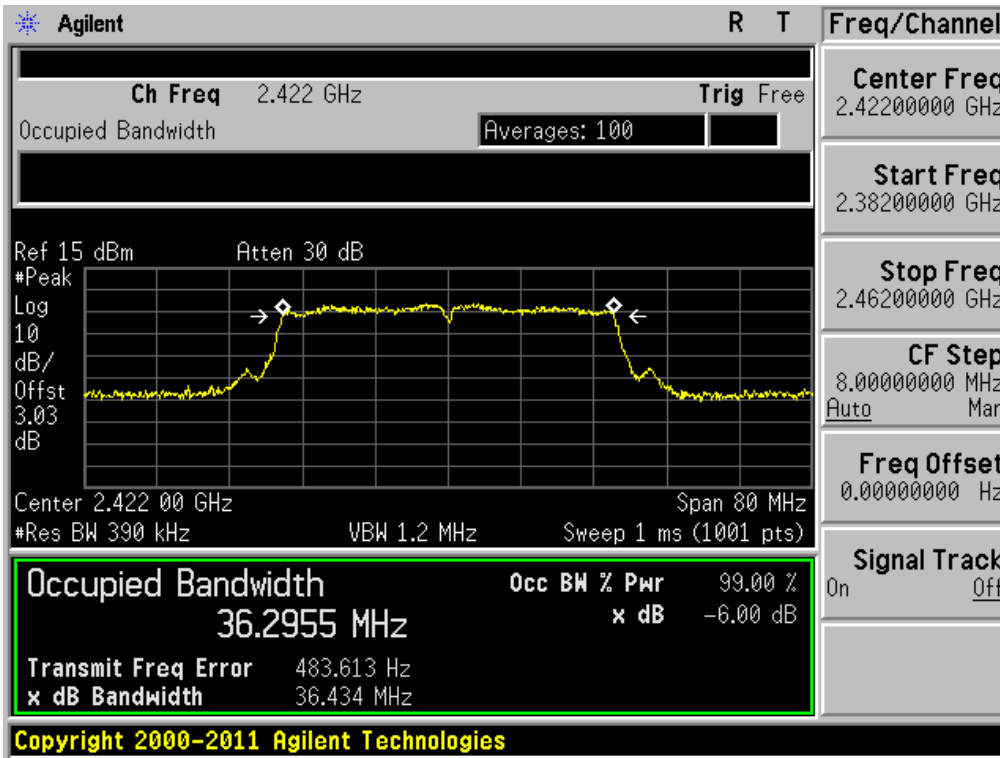 Agilent R T
Freq/Channel
Ch Freq 2.422 GHz Trig Free
Occupied Bandwidth Averages: 100
Center Freq
2.42200000 GHz
Start Freq
2.38200000 GHz
Stop Freq
2.46200000 GHz
CF Step
8.00000000 MHz
Auto Man
Freq Offset
0.00000000 Hz
Signal Track
On Off
Ref 15 dBm Atten 30 dB
#Peak
Log
10
dB/
Offst
3.03
dB
Center 2.422 00 GHz Span 80 MHz
#Res BW 390 kHz VBW 1.2 MHz Sweep 1 ms (1001 pts)
Occupied Bandwidth Occ BW % Pwr 99.00 %
36.2955 MHz x dB -6.00 dB
Transmit Freq Error 483.613 Hz
x dB Bandwidth 36.434 MHz
Copyright 2000-2011 Agilent Technologies